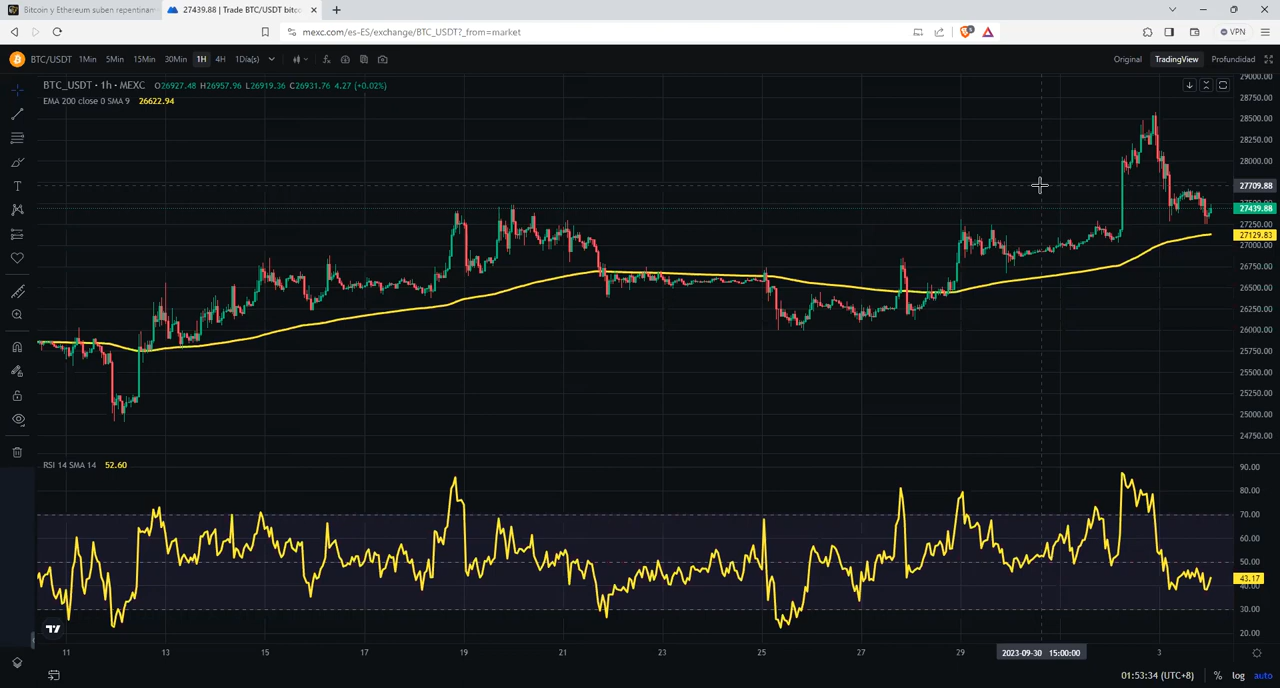 Bitcoin y Ethereum suben repentinam
27439.88 | Trade BTC/USDT bitco
mexc.com/es-ES/exchange/BTC_USDT?_from=market
VPN
BTC/USDT 1Min 5Min 15Min 30Min 1H 4H 1Día(s)
Original TradingView Profundidad
BTC_USDT · 1h · MEXC O26927.48 H26957.96 L26919.36 C26931.76 4.27 (+0.02%)
EMA 200 close 0 SMA 9 26622.94
29000.00
28750.00
28500.00
28250.00
28000.00
27709.88
27439.88
27250.00
27129.83
27000.00
26750.00
26500.00
26250.00
26000.00
25750.00
25500.00
25250.00
25000.00
24750.00
RSI 14 SMA 14 52.60
90.00
80.00
70.00
60.00
50.00
43.17
30.00
20.00
11 13 15 17 19 21 23 25 27 29 2023-09-30 15:00:00 3
01:53:34 (UTC+8) % log auto